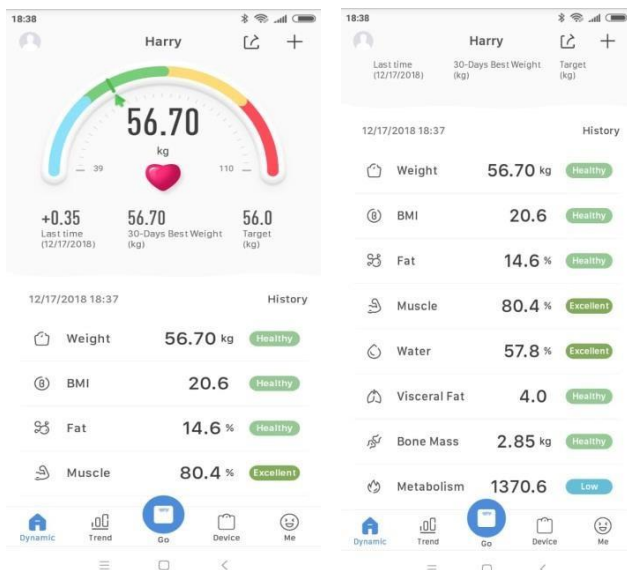 18:38
Harry
56.70
kg
39
110
+0.35 56.70 56.0
Last time 30-Days Best Weight Target
(12/17/2018) (kg) (kg)
12/17/2018 18:37 History
Weight 56.70 kg Healthy
BMI 20.6 Healthy
Fat 14.6 % Healthy
Muscle 80.4 % Excellent
Dynamic Trend Go Device Me
18:38
Harry
Last time 30-Days Best Weight Target
(12/17/2018) (kg) (kg)
12/17/2018 18:37 History
Weight 56.70 kg Healthy
BMI 20.6 Healthy
Fat 14.6 % Healthy
Muscle 80.4 % Excellent
Water 57.8 % Excellent
Visceral Fat 4.0 Healthy
Bone Mass 2.85 kg Healthy
Metabolism 1370.6 Low
Dynamic Trend Go Device Me